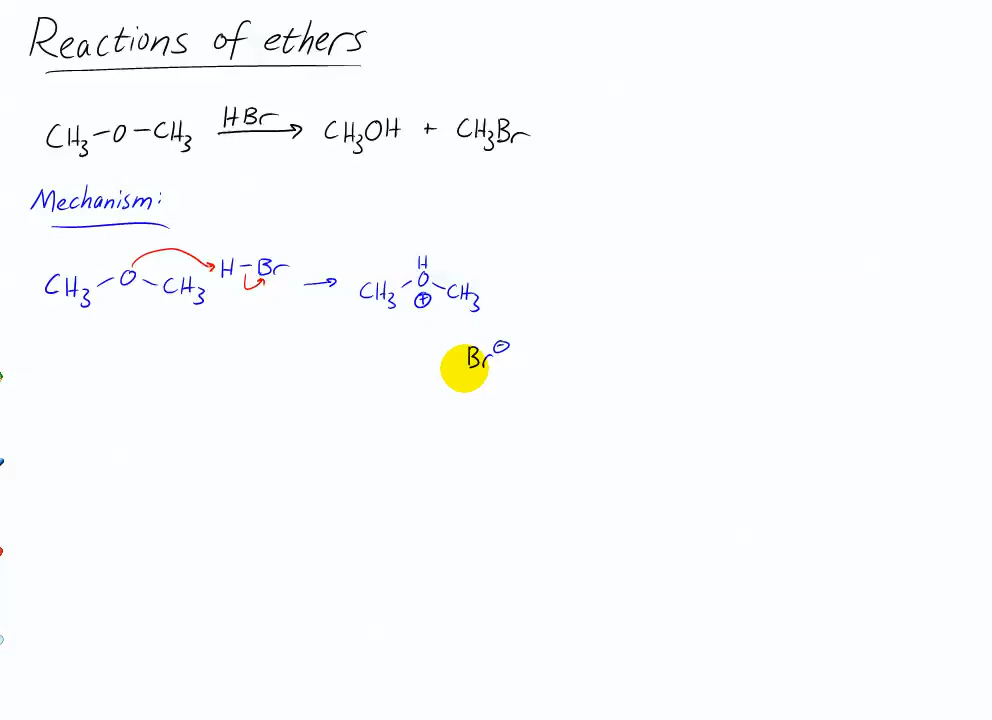 Reactions of ethers
CH₃-O-CH₃ HBr → CH₃OH + CH₃Br
Mechanism:
CH₃-O-CH₃ H-Br → CH₃-O-CH₃
H
⊕
Br⊖